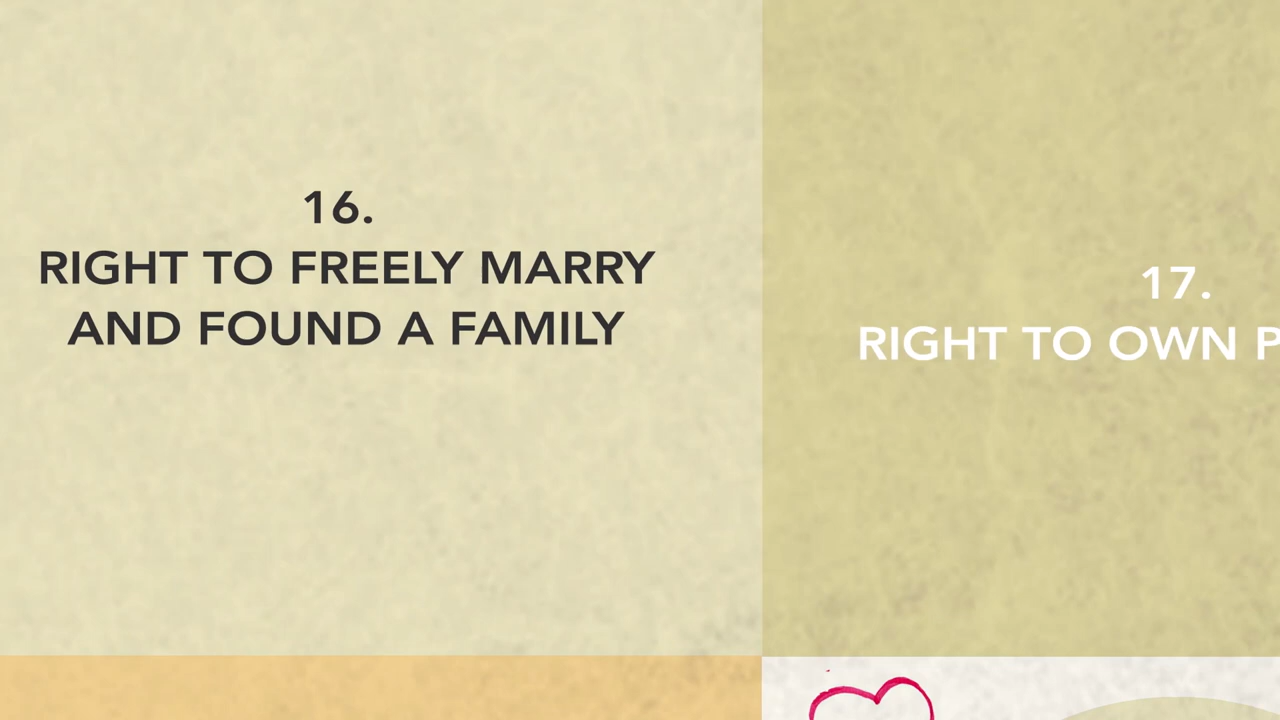 16.
RIGHT TO FREELY MARRY
AND FOUND A FAMILY
17.
RIGHT TO OWN P